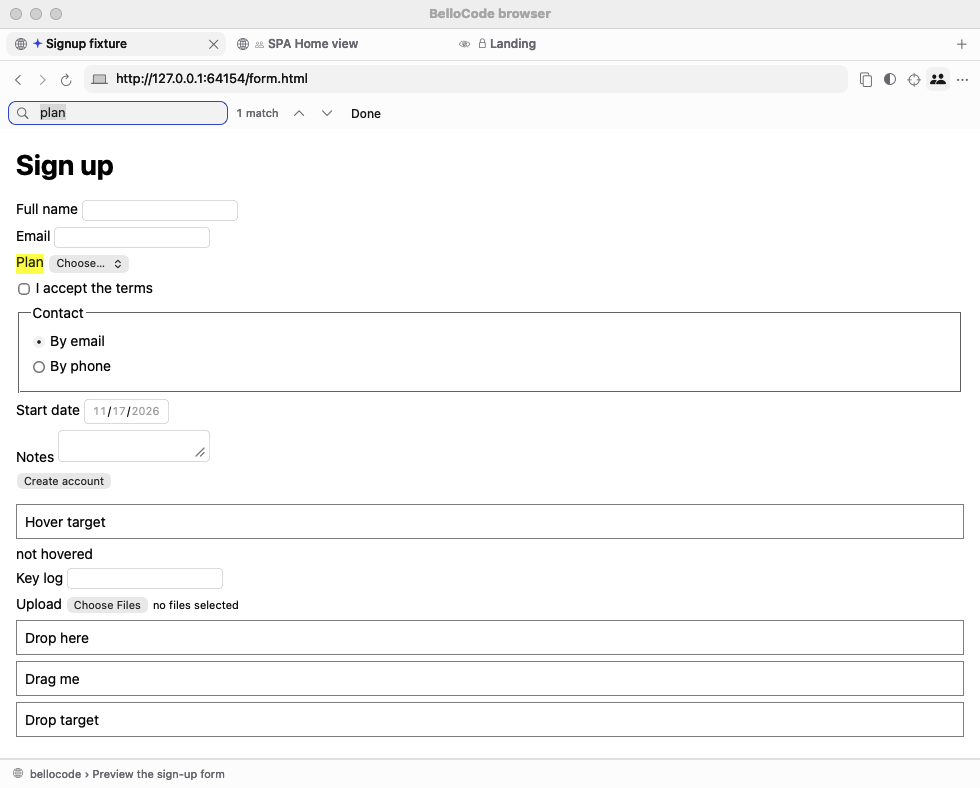 BelloCode browser
Signup fixture
SPA Home view
Landing
http://127.0.0.1:64154/form.html
plan
1 match
Done
Sign up
Full name
Email
Plan Choose...
I accept the terms
Contact
By email
By phone
Start date 11/17/2026
Notes
Create account
Hover target
not hovered
Key log
Upload Choose Files no files selected
Drop here
Drag me
Drop target
bellocode › Preview the sign-up form